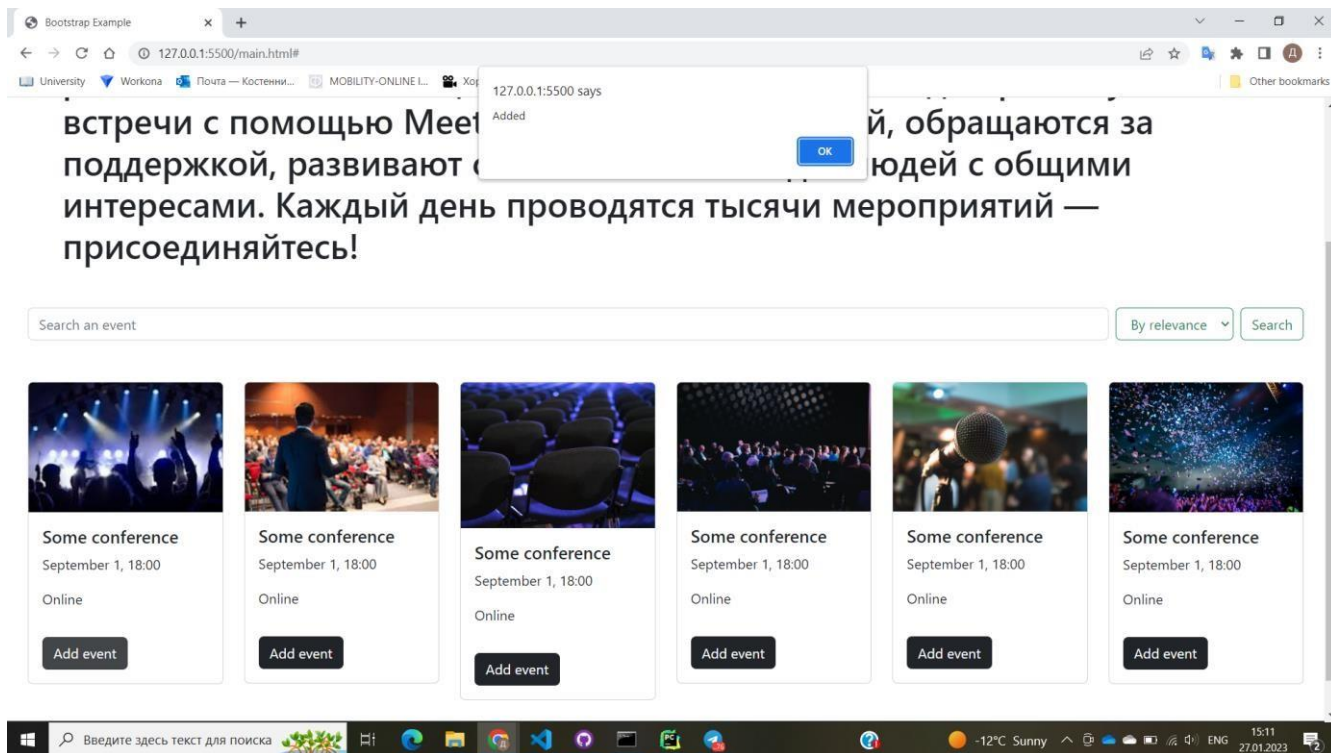 Bootstrap Example
127.0.0.1:5500/main.html#
Д
University
Workona
Почта — Костенни...
MOBILITY-ONLINE I...
Other bookmarks
127.0.0.1:5500 says
Added
OK
встречи с помощью
й, обращаются за
поддержкой, развивают
юдей с общими
интересами. Каждый день проводятся тысячи мероприятий —
присоединяйтесь!
Search an event
By relevance
Search
Some conference
September 1, 18:00
Online
Add event
Some conference
September 1, 18:00
Online
Add event
Some conference
September 1, 18:00
Online
Add event
Some conference
September 1, 18:00
Online
Add event
Some conference
September 1, 18:00
Online
Add event
Some conference
September 1, 18:00
Online
Add event
Введите здесь текст для поиска
-12°C Sunny
ENG
15:11
27.01.2023
2